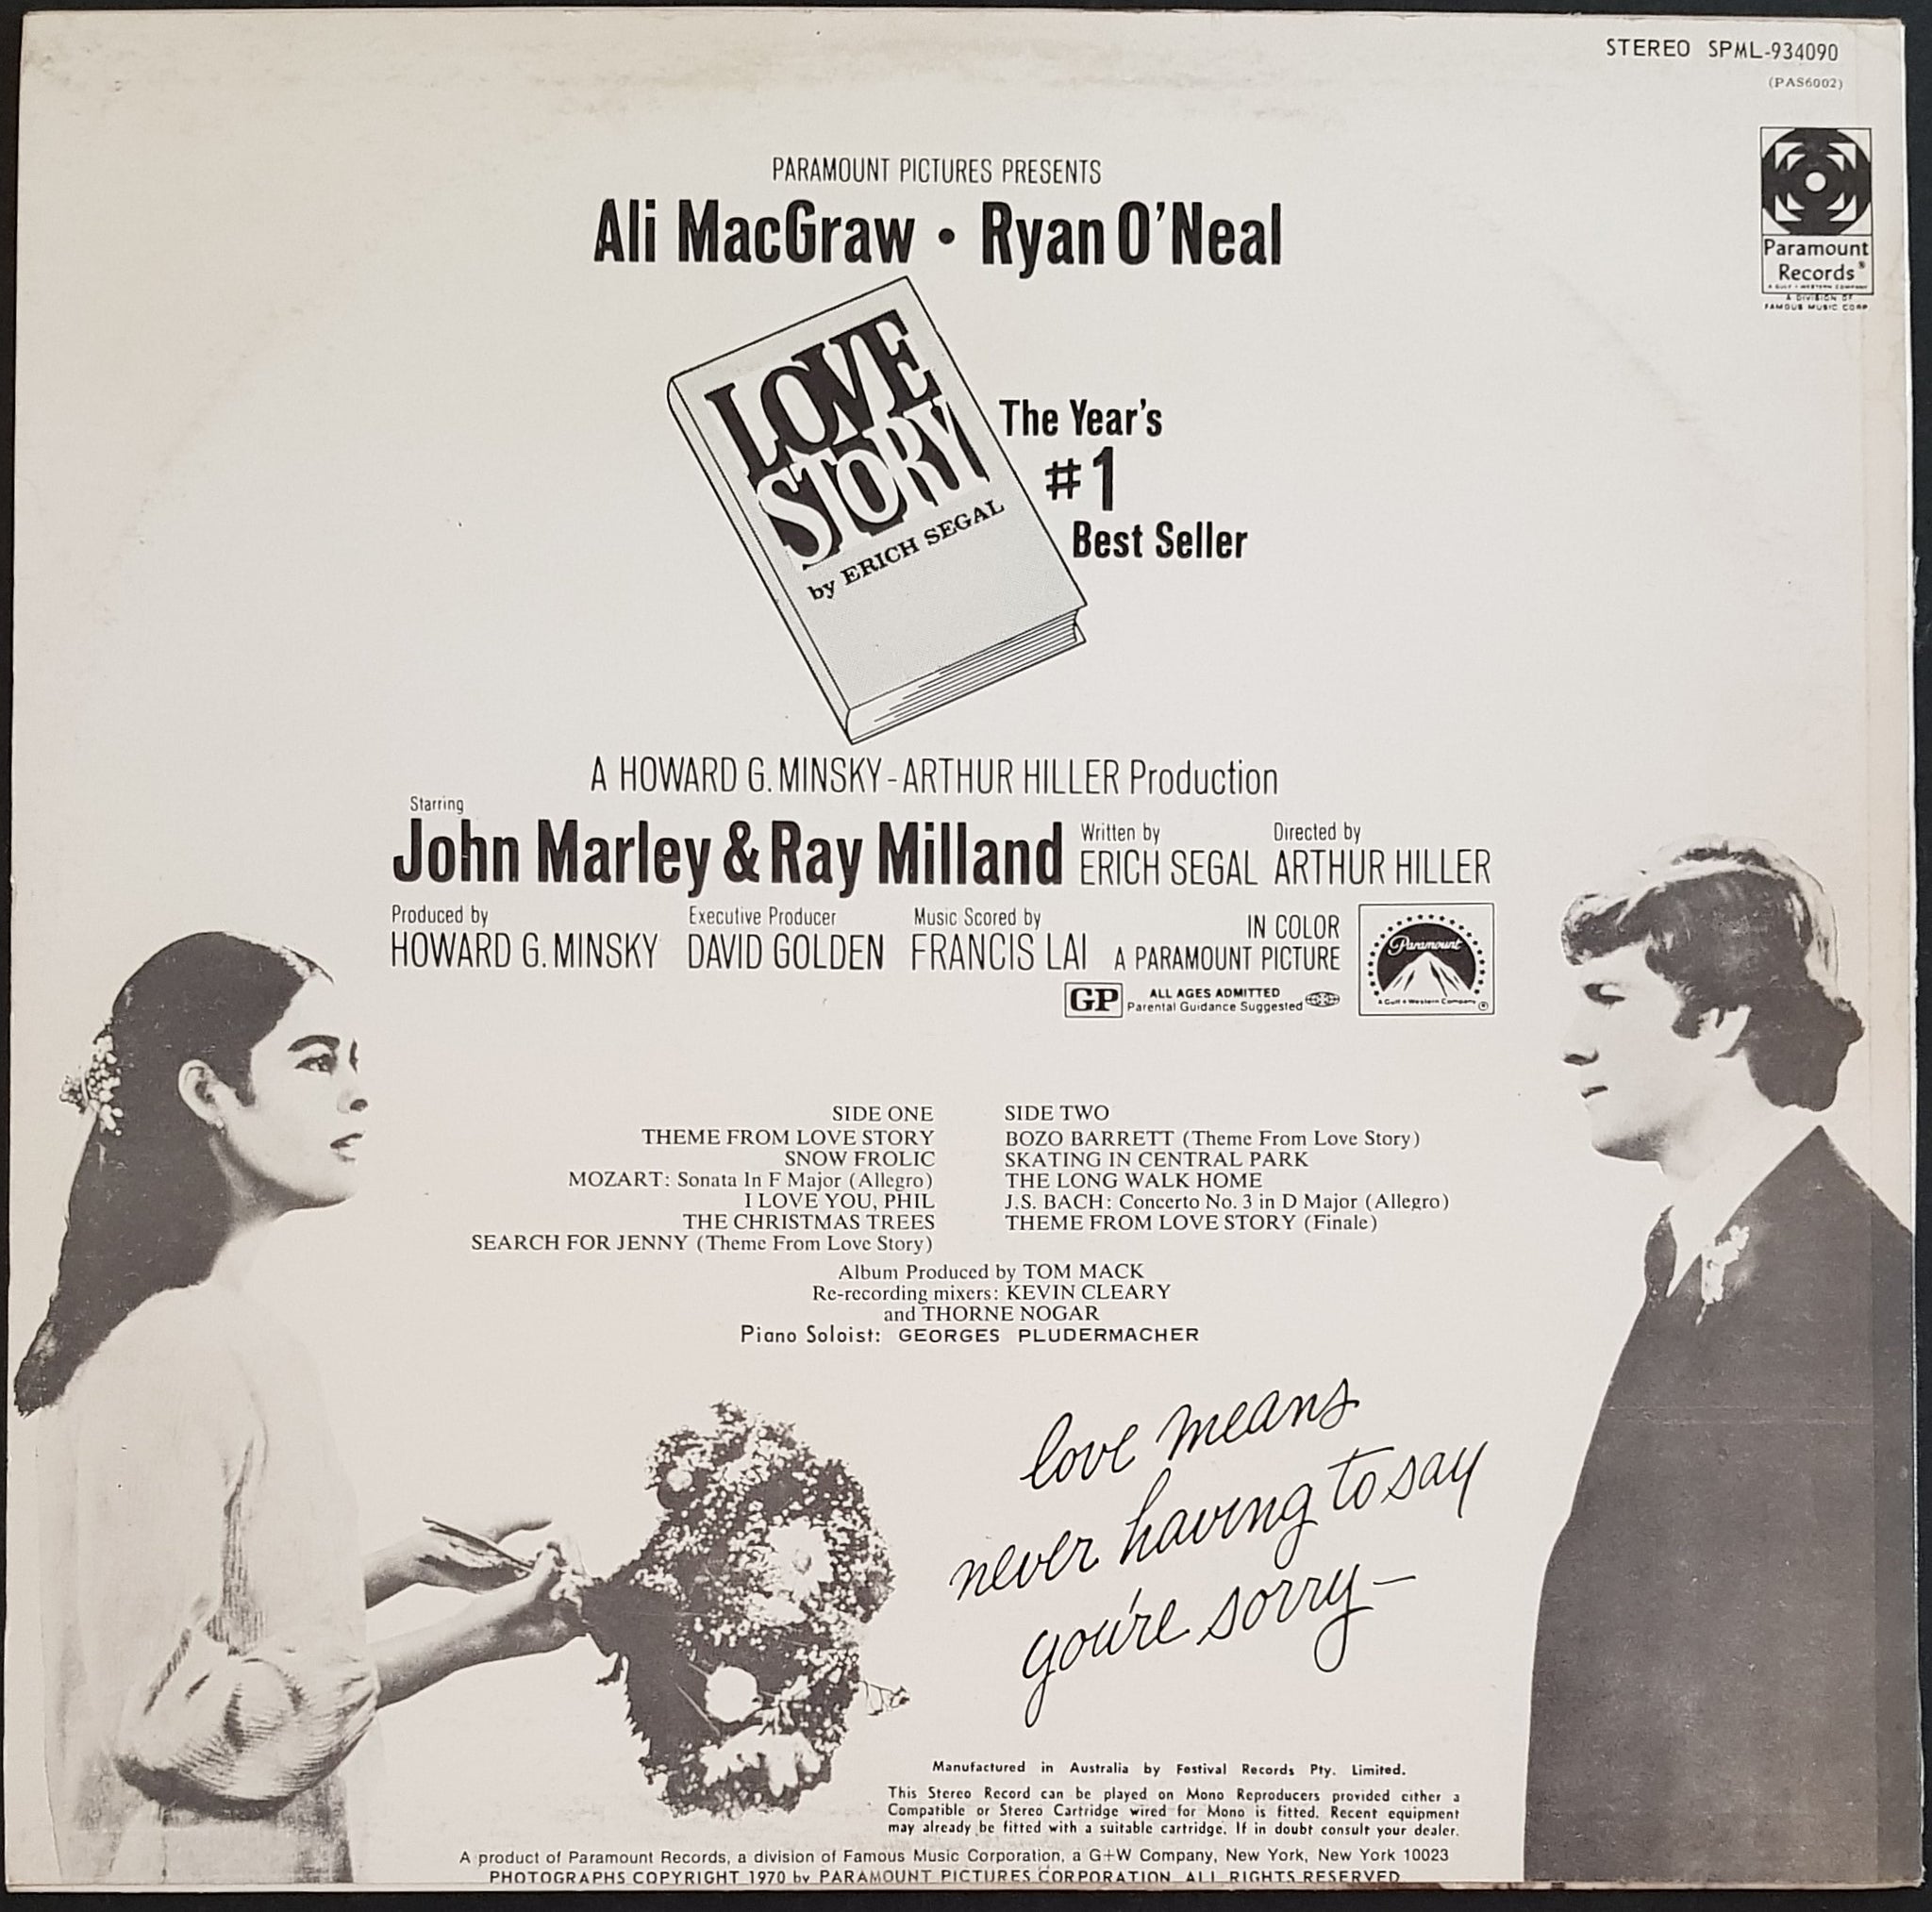 STEREO SPML-934090
(PAS6002)
Paramount
Records®
A GULF + WESTERN COMPANY
A DIVISION OF
FAMOUS MUSIC CORP
PARAMOUNT PICTURES PRESENTS
Ali MacGraw • Ryan O'Neal
LOVE
STORY
by ERICH SEGAL
The Year's
#1
Best Seller
A HOWARD G. MINSKY-ARTHUR HILLER Production
Starring
John Marley & Ray Milland
Written by
ERICH SEGAL
Directed by
ARTHUR HILLER
Produced by
HOWARD G. MINSKY
Executive Producer
DAVID GOLDEN
Music Scored by
FRANCIS LAI
IN COLOR
A PARAMOUNT PICTURE
Paramount
A Gulf + Western Company
®
GP
ALL AGES ADMITTED
Parental Guidance Suggested
SIDE ONE
THEME FROM LOVE STORY
SNOW FROLIC
MOZART: Sonata In F Major (Allegro)
I LOVE YOU, PHIL
THE CHRISTMAS TREES
SEARCH FOR JENNY (Theme From Love Story)
SIDE TWO
BOZO BARRETT (Theme From Love Story)
SKATING IN CENTRAL PARK
THE LONG WALK HOME
J.S. BACH: Concerto No. 3 in D Major (Allegro)
THEME FROM LOVE STORY (Finale)
Album Produced by TOM MACK
Re-recording mixers: KEVIN CLEARY
and THORNE NOGAR
Piano Soloist: GEORGES PLUDERMACHER
love means
never having to say
you're sorry—
Manufactured in Australia by Festival Records Pty. Limited.
This Stereo Record can be played on Mono Reproducers provided either a
Compatible or Stereo Cartridge wired for Mono is fitted. Recent equipment
may already be fitted with a suitable cartridge. If in doubt consult your dealer.
A product of Paramount Records, a division of Famous Music Corporation, a G+W Company, New York, New York 10023
PHOTOGRAPHS COPYRIGHT 1970 by PARAMOUNT PICTURES CORPORATION ALL RIGHTS RESERVED